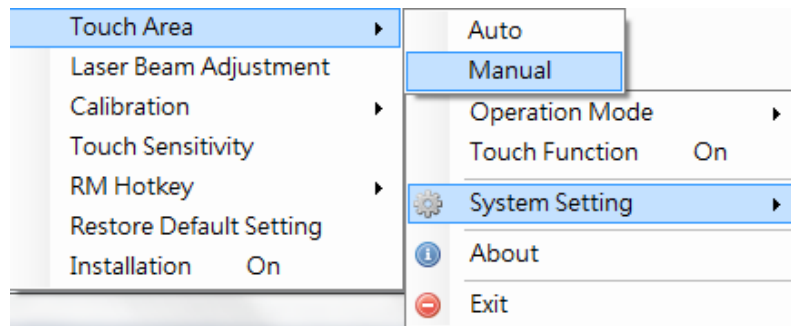 Touch Area
Laser Beam Adjustment
Calibration
Touch Sensitivity
RM Hotkey
Restore Default Setting
Installation On
Auto
Manual
Operation Mode
Touch Function On
System Setting
About
Exit